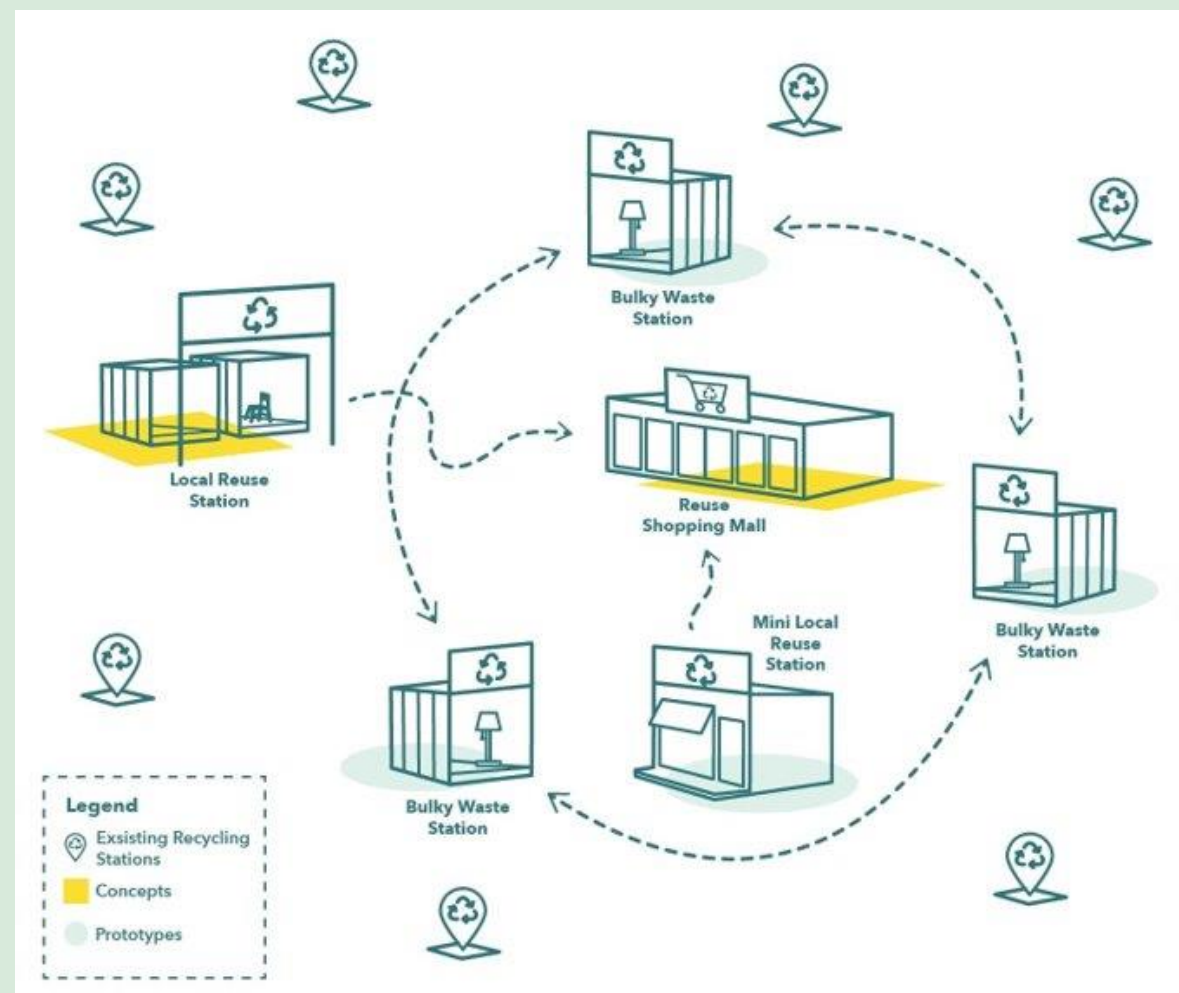 Bulky Waste
Station
Local Reuse
Station
Reuse
Shopping Mall
Mini Local
Reuse
Station
Bulky Waste
Station
Bulky Waste
Station
Legend
Exsisting Recycling
Stations
Concepts
Prototypes